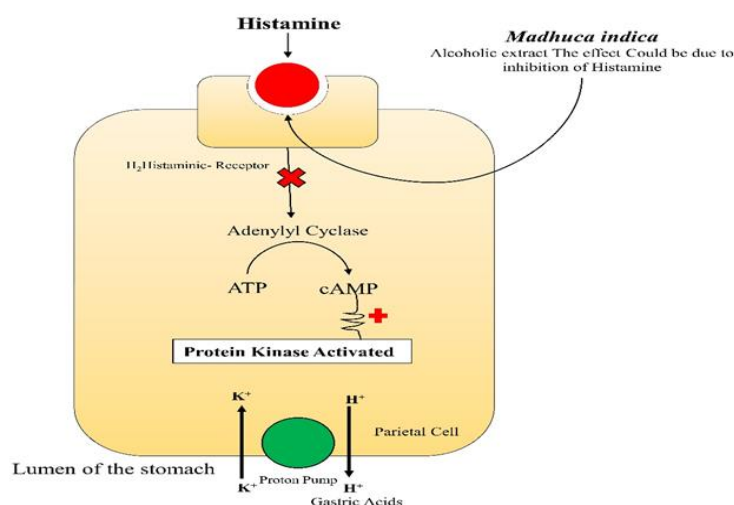 Histamine
Madhuca indica
Alcoholic extract The effect Could be due to
inhibition of Histamine
H₂Histaminic- Receptor
Adenylyl Cyclase
ATP
cAMP
Protein Kinase Activated
K⁺
H⁺
Parietal Cell
Lumen of the stomach
K⁺
Proton Pump
H⁺
Gastric Acids